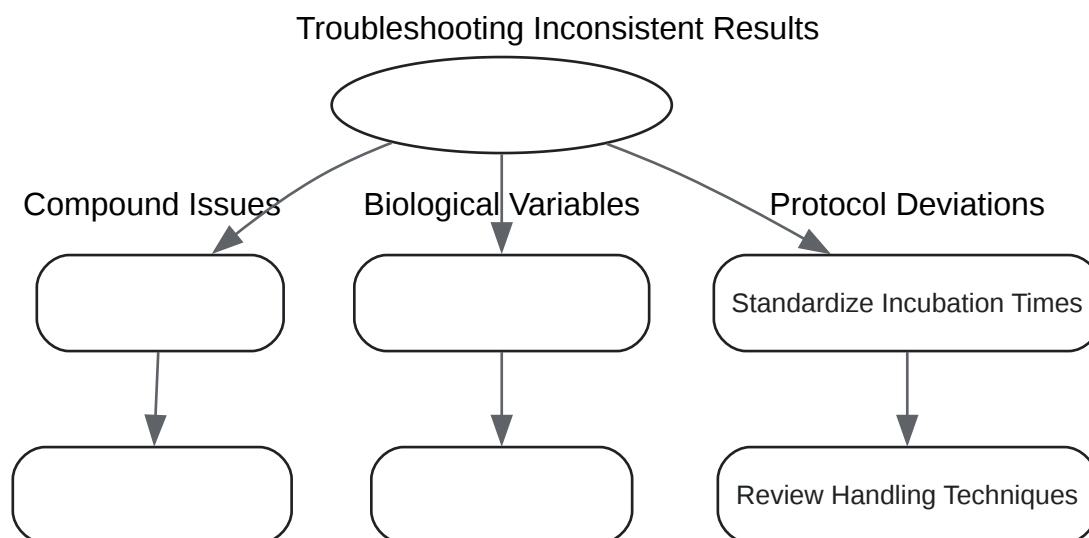 Troubleshooting Inconsistent Results
Compound Issues
Biological Variables
Protocol Deviations
Standardize Incubation Times
Review Handling Techniques